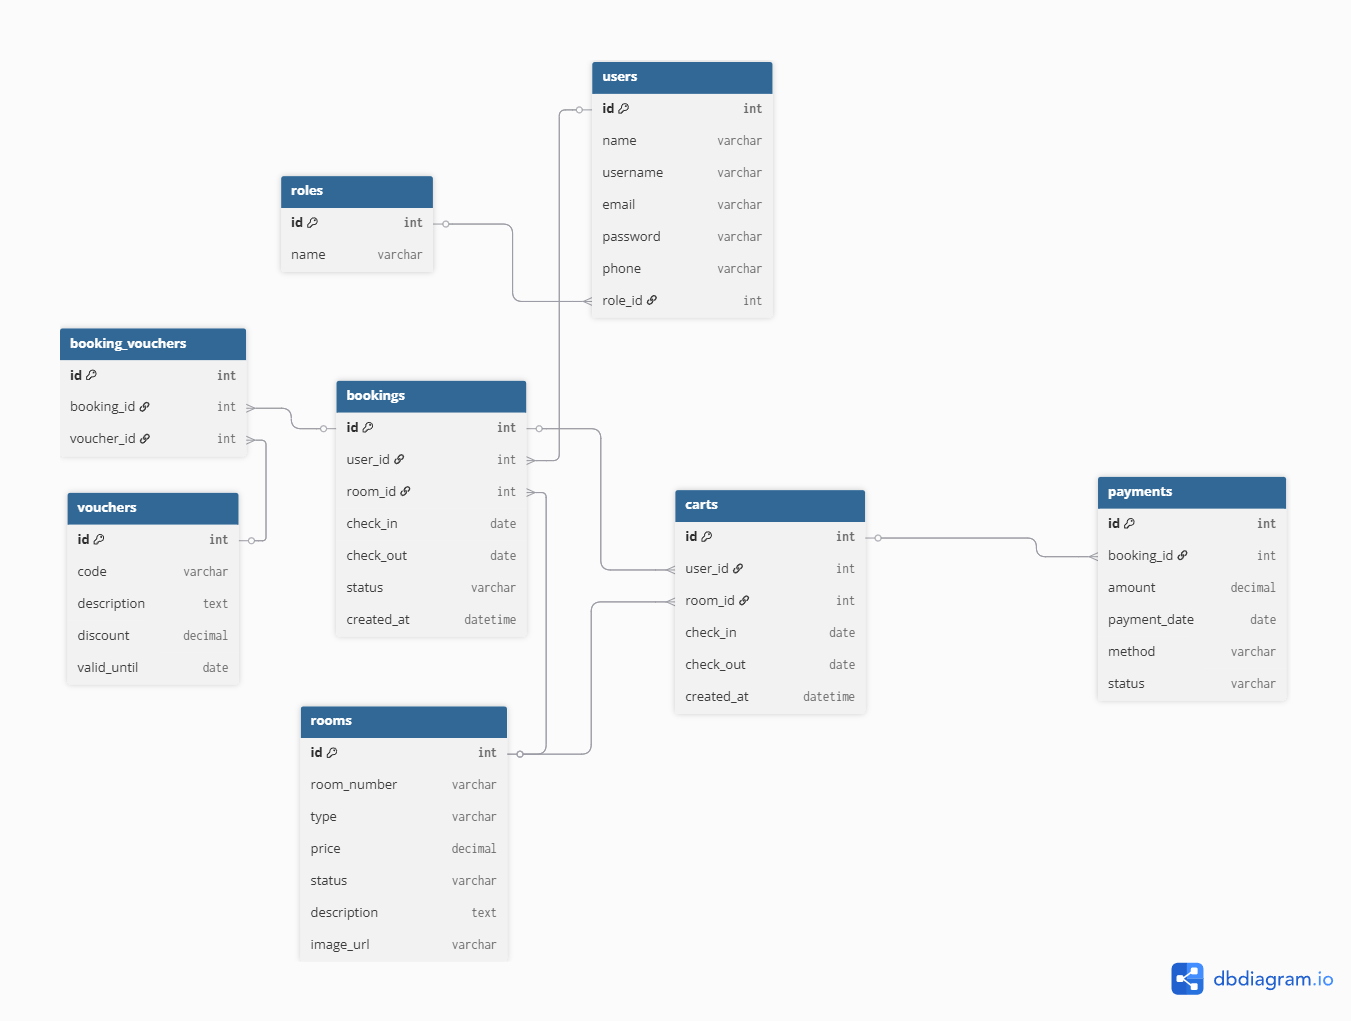 users
id int
name varchar
username varchar
email varchar
password varchar
phone varchar
role_id int
roles
id int
name varchar
booking_vouchers
id int
booking_id int
voucher_id int
bookings
id int
user_id int
room_id int
check_in date
check_out date
status varchar
created_at datetime
vouchers
id int
code varchar
description text
discount decimal
valid_until date
carts
id int
user_id int
room_id int
check_in date
check_out date
created_at datetime
payments
id int
booking_id int
amount decimal
payment_date date
method varchar
status varchar
rooms
id int
room_number varchar
type varchar
price decimal
status varchar
description text
image_url varchar
dbdiagram.io